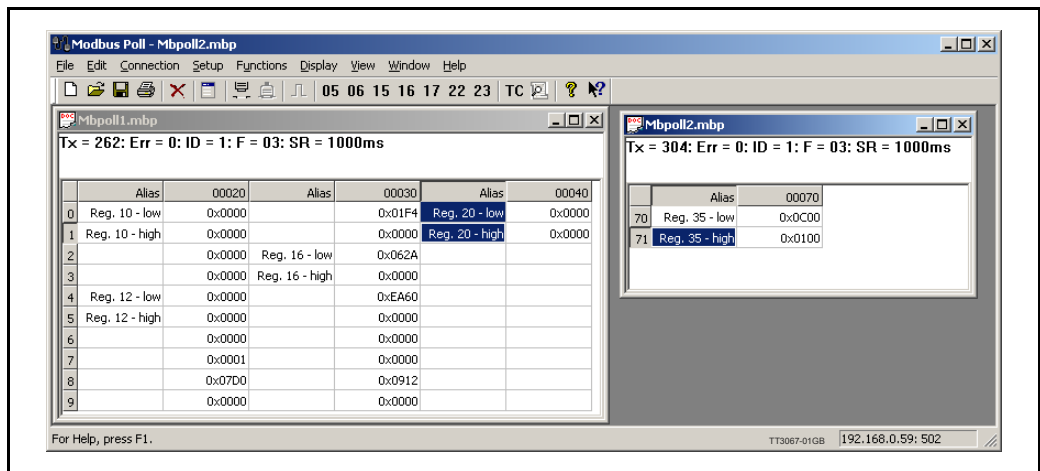 Modbus Poll - Mbpoll2.mbp
File Edit Connection Setup Functions Display View Window Help
05 06 15 16 17 22 23 TC
Mbpoll1.mbp
Tx = 262: Err = 0: ID = 1: F = 03: SR = 1000ms
Alias 00020 Alias 00030 Alias 00040
0 Reg. 10 - low 0x0000 0x01F4 Reg. 20 - low 0x0000
1 Reg. 10 - high 0x0000 0x0000 Reg. 20 - high 0x0000
2 0x0000 Reg. 16 - low 0x062A
3 0x0000 Reg. 16 - high 0x0000
4 Reg. 12 - low 0x0000 0xEA60
5 Reg. 12 - high 0x0000 0x0000
6 0x0000 0x0000
7 0x0001 0x0000
8 0x07D0 0x0912
9 0x0000 0x0000
Mbpoll2.mbp
Tx = 304: Err = 0: ID = 1: F = 03: SR = 1000ms
Alias 00070
70 Reg. 35 - low 0x0C00
71 Reg. 35 - high 0x0100
For Help, press F1.
TT3067-01GB
192.168.0.59: 502